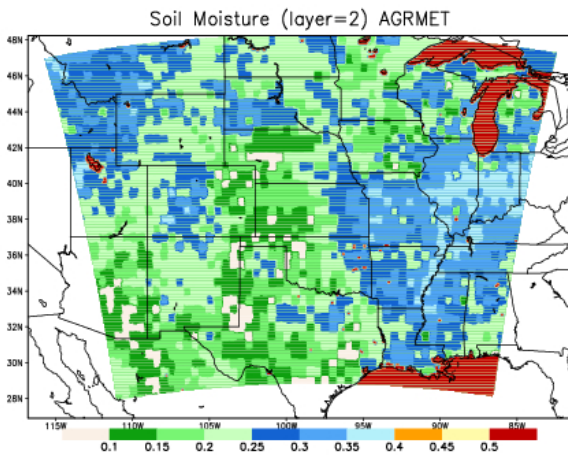 Soil Moisture (layer=2) AGRMET
48N
46N
44N
42N
40N
38N
36N
34N
32N
30N
28N
115W 110W 105W 100W 95W 90W 85W
0.1 0.15 0.2 0.25 0.3 0.35 0.4 0.45 0.5